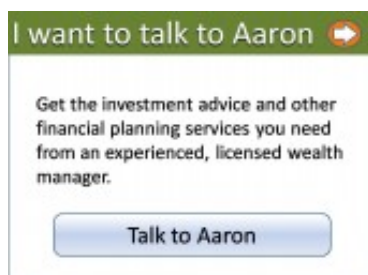 I want to talk to Aaron
Get the investment advice and other
financial planning services you need
from an experienced, licensed wealth
manager.
Talk to Aaron